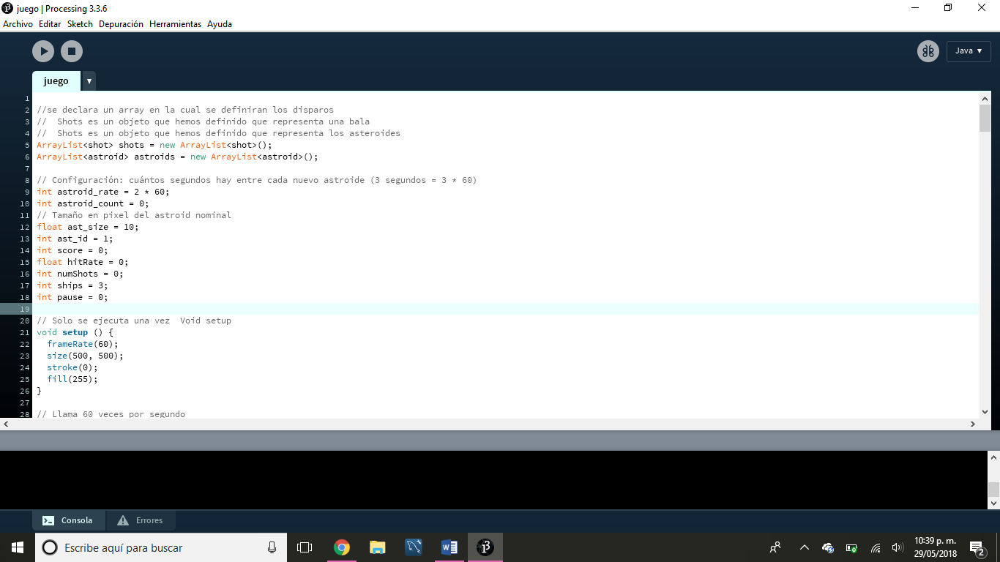 juego | Processing 3.3.6
Archivo Editar Sketch Depuración Herramientas Ayuda
Java ▼
juego ▼
1
2 //se declara un array en la cual se definiran los disparos
3 //  Shots es un objeto que hemos definido que representa una bala
4 //  Shots es un objeto que hemos definido que representa los asteroides
5 ArrayList<shot> shots = new ArrayList<shot>();
6 ArrayList<astroid> astroids = new ArrayList<astroid>();
7
8 // Configuración: cuántos segundos hay entre cada nuevo astroide (3 segundos = 3 * 60)
9 int astroid_rate = 2 * 60;
10 int astroid_count = 0;
11 // Tamaño en pixel del astroid nominal
12 float ast_size = 10;
13 int ast_id = 1;
14 int score = 0;
15 float hitRate = 0;
16 int numShots = 0;
17 int ships = 3;
18 int pause = 0;
19
20 // Solo se ejecuta una vez  Void setup
21 void setup () {
22   frameRate(60);
23   size(500, 500);
24   stroke(0);
25   fill(255);
26 }
27
28 // Llama 60 veces por segundo
Consola Errores
Escribe aquí para buscar
10:39 p. m.
29/05/2018
2